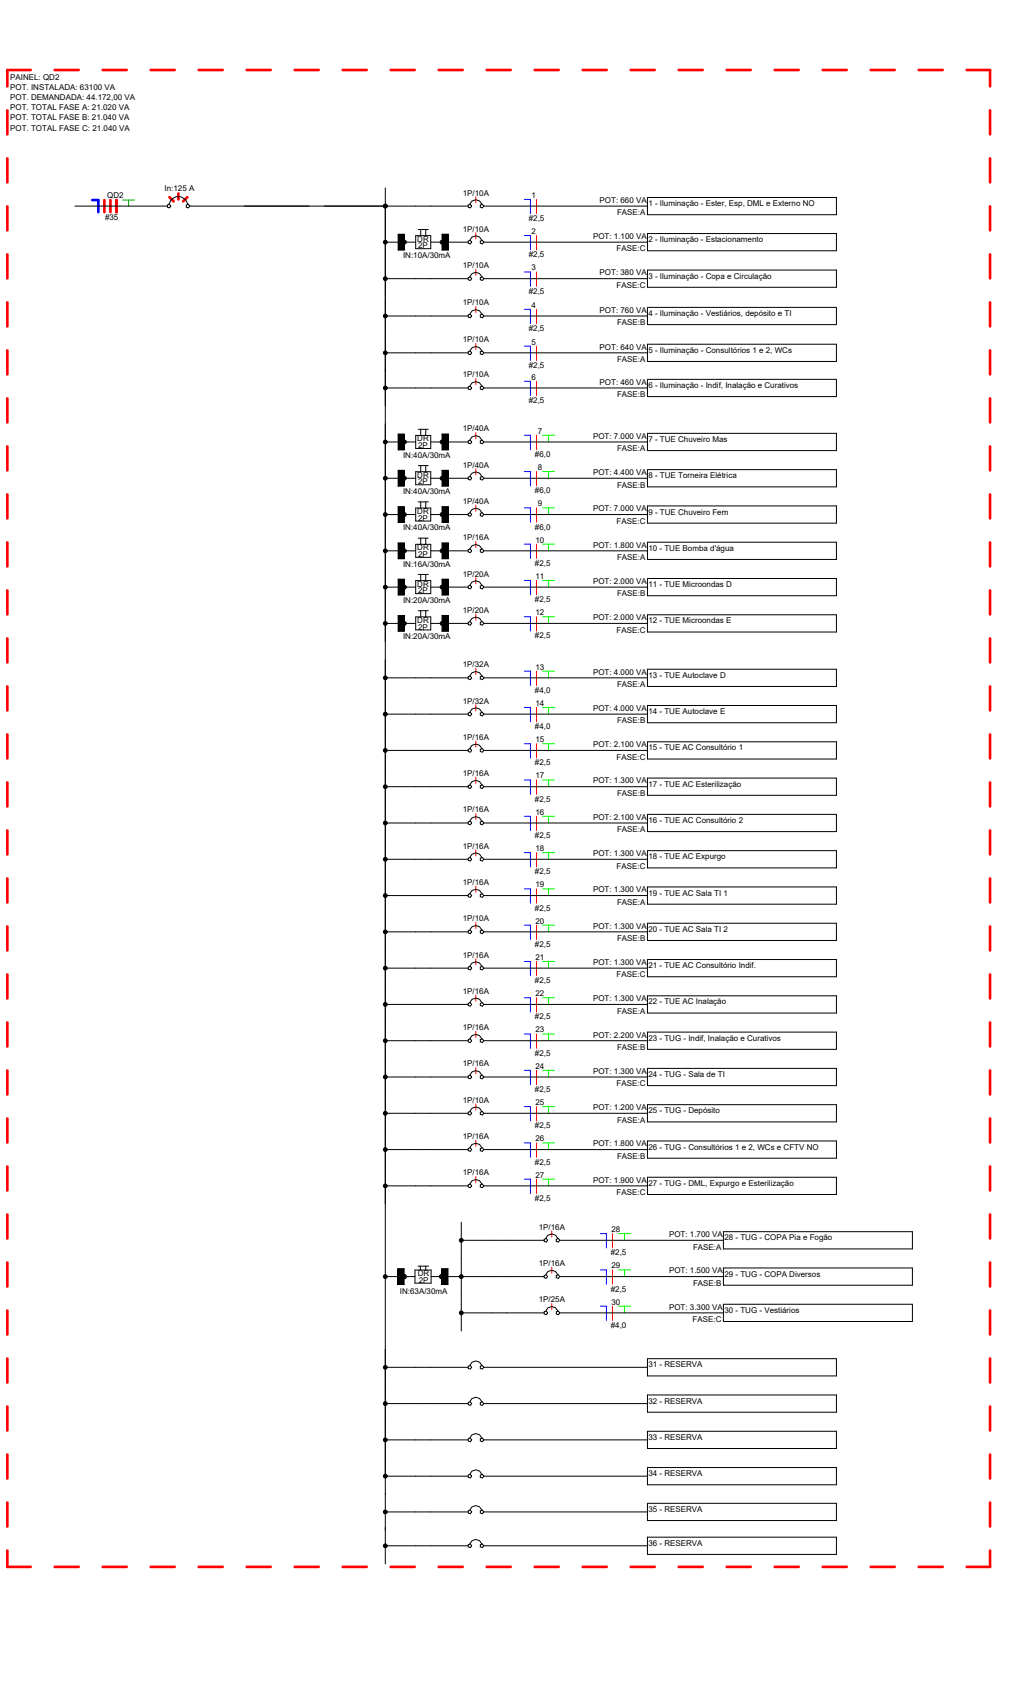 PAINEL: QD2
POT. INSTALADA: 63100 VA
POT. DEMANDADA: 44.172,00 VA
POT. TOTAL FASE A: 21.020 VA
POT. TOTAL FASE B: 21.040 VA
POT. TOTAL FASE C: 21.040 VA
QD2
#35
In:125 A
1P/10A 1 #2,5 POT: 660 VA FASE:A 1 - Iluminação - Ester, Esp, DML e Externo NO
DR 2P IN:10A/30mA 1P/10A 2 #2,5 POT: 1.100 VA FASE:C 2 - Iluminação - Estacionamento
1P/10A 3 #2,5 POT: 380 VA FASE:C 3 - Iluminação - Copa e Circulação
1P/10A 4 #2,5 POT: 760 VA FASE:B 4 - Iluminação - Vestiários, depósito e TI
1P/10A 5 #2,5 POT: 640 VA FASE:A 5 - Iluminação - Consultórios 1 e 2, WCs
1P/10A 6 #2,5 POT: 460 VA FASE:B 6 - Iluminação - Indif, Inalação e Curativos
DR 2P IN:40A/30mA 1P/40A 7 #6,0 POT: 7.000 VA FASE:A 7 - TUE Chuveiro Mas
DR 2P IN:40A/30mA 1P/40A 8 #6,0 POT: 4.400 VA FASE:B 8 - TUE Torneira Elétrica
DR 2P IN:40A/30mA 1P/40A 9 #6,0 POT: 7.000 VA FASE:C 9 - TUE Chuveiro Fem
DR 2P IN:16A/30mA 1P/16A 10 #2,5 POT: 1.800 VA FASE:A 10 - TUE Bomba d'água
DR 2P IN:20A/30mA 1P/20A 11 #2,5 POT: 2.000 VA FASE:B 11 - TUE Microondas D
DR 2P IN:20A/30mA 1P/20A 12 #2,5 POT: 2.000 VA FASE:C 12 - TUE Microondas E
1P/32A 13 #4,0 POT: 4.000 VA FASE:A 13 - TUE Autoclave D
1P/32A 14 #4,0 POT: 4.000 VA FASE:B 14 - TUE Autoclave E
1P/16A 15 #2,5 POT: 2.100 VA FASE:C 15 - TUE AC Consultório 1
1P/16A 17 #2,5 POT: 1.300 VA FASE:B 17 - TUE AC Esterilização
1P/16A 16 #2,5 POT: 2.100 VA FASE:A 16 - TUE AC Consultório 2
1P/16A 18 #2,5 POT: 1.300 VA FASE:C 18 - TUE AC Expurgo
1P/16A 19 #2,5 POT: 1.300 VA FASE:A 19 - TUE AC Sala TI 1
1P/10A 20 #2,5 POT: 1.300 VA FASE:B 20 - TUE AC Sala TI 2
1P/16A 21 #2,5 POT: 1.300 VA FASE:C 21 - TUE AC Consultório Indif.
1P/16A 22 #2,5 POT: 1.300 VA FASE:A 22 - TUE AC Inalação
1P/16A 23 #2,5 POT: 2.200 VA FASE:B 23 - TUG - Indif, Inalação e Curativos
1P/16A 24 #2,5 POT: 1.300 VA FASE:C 24 - TUG - Sala de TI
1P/10A 25 #2,5 POT: 1.200 VA FASE:A 25 - TUG - Depósito
1P/16A 26 #2,5 POT: 1.800 VA FASE:B 26 - TUG - Consultórios 1 e 2, WCs e CFTV NO
1P/16A 27 #2,5 POT: 1.900 VA FASE:C 27 - TUG - DML, Expurgo e Esterilização
1P/16A 28 #2,5 POT: 1.700 VA FASE:A 28 - TUG - COPA Pia e Fogão
DR 2P IN:63A/30mA 1P/16A 29 #2,5 POT: 1.500 VA FASE:B 29 - TUG - COPA Diversos
1P/25A 30 #4,0 POT: 3.300 VA FASE:C 30 - TUG - Vestiários
31 - RESERVA
32 - RESERVA
33 - RESERVA
34 - RESERVA
35 - RESERVA
36 - RESERVA